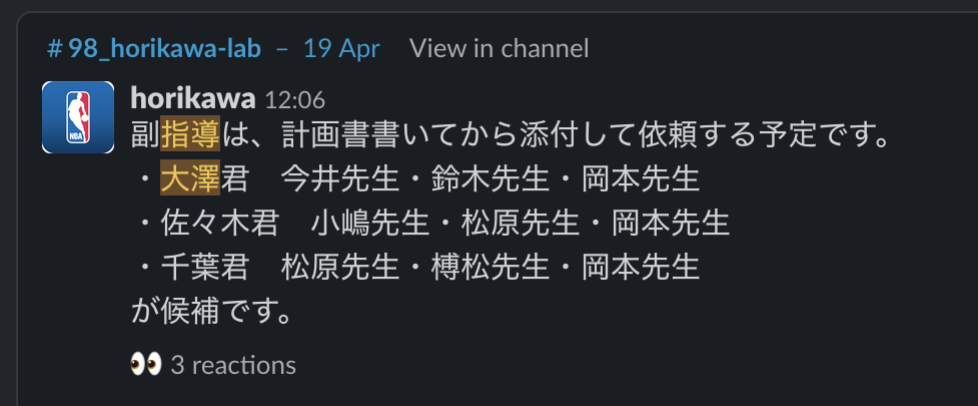 # 98_horikawa-lab – 19 Apr View in channel
NBA
horikawa 12:06
副指導は、計画書書いてから添付して依頼する予定です。
・大澤君　今井先生・鈴木先生・岡本先生
・佐々木君　小嶋先生・松原先生・岡本先生
・千葉君　松原先生・榑松先生・岡本先生
が候補です。
👀 3 reactions